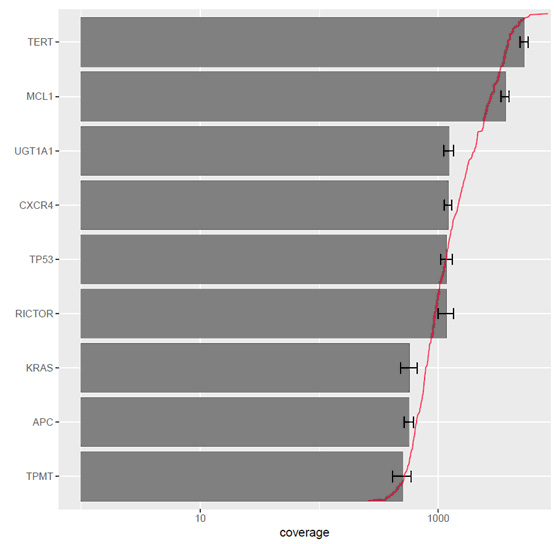 TERT
MCL1
UGT1A1
CXCR4
TP53
RICTOR
KRAS
APC
TPMT
10 1000
coverage